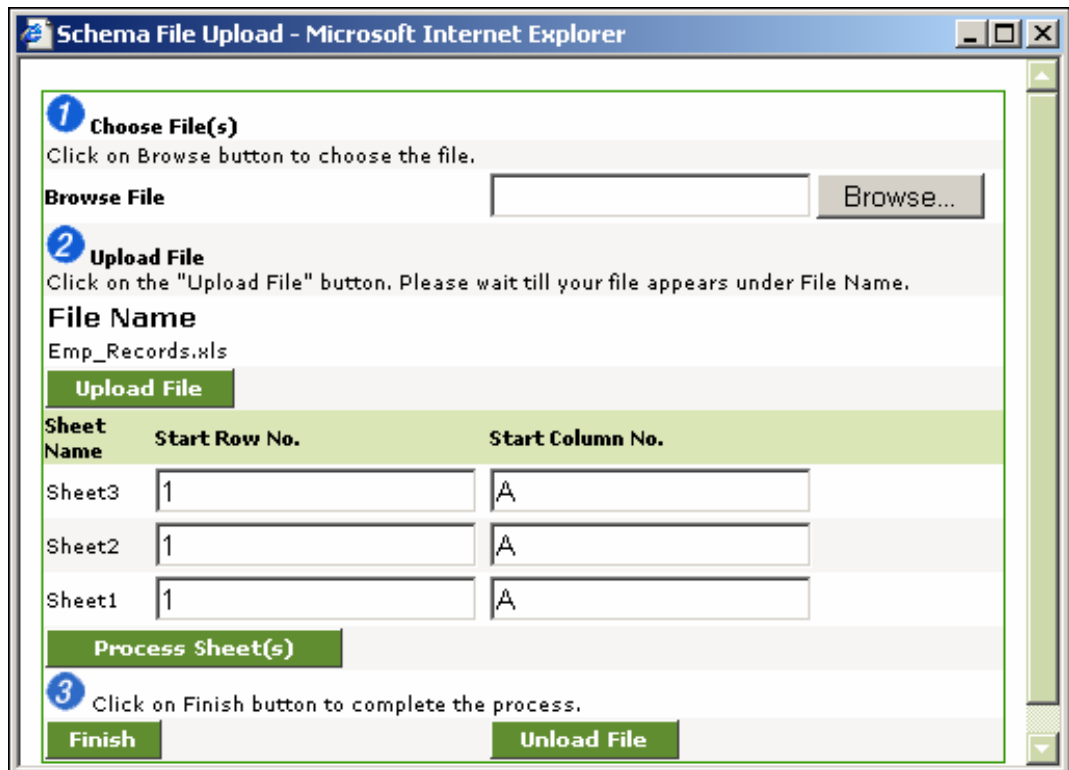 Schema File Upload - Microsoft Internet Explorer
1 Choose File(s)
Click on Browse button to choose the file.
Browse File Browse...
2 Upload File
Click on the "Upload File" button. Please wait till your file appears under File Name.
File Name
Emp_Records.xls
Upload File
Sheet Name Start Row No. Start Column No.
Sheet3 1 A
Sheet2 1 A
Sheet1 1 A
Process Sheet(s)
3 Click on Finish button to complete the process.
Finish Unload File